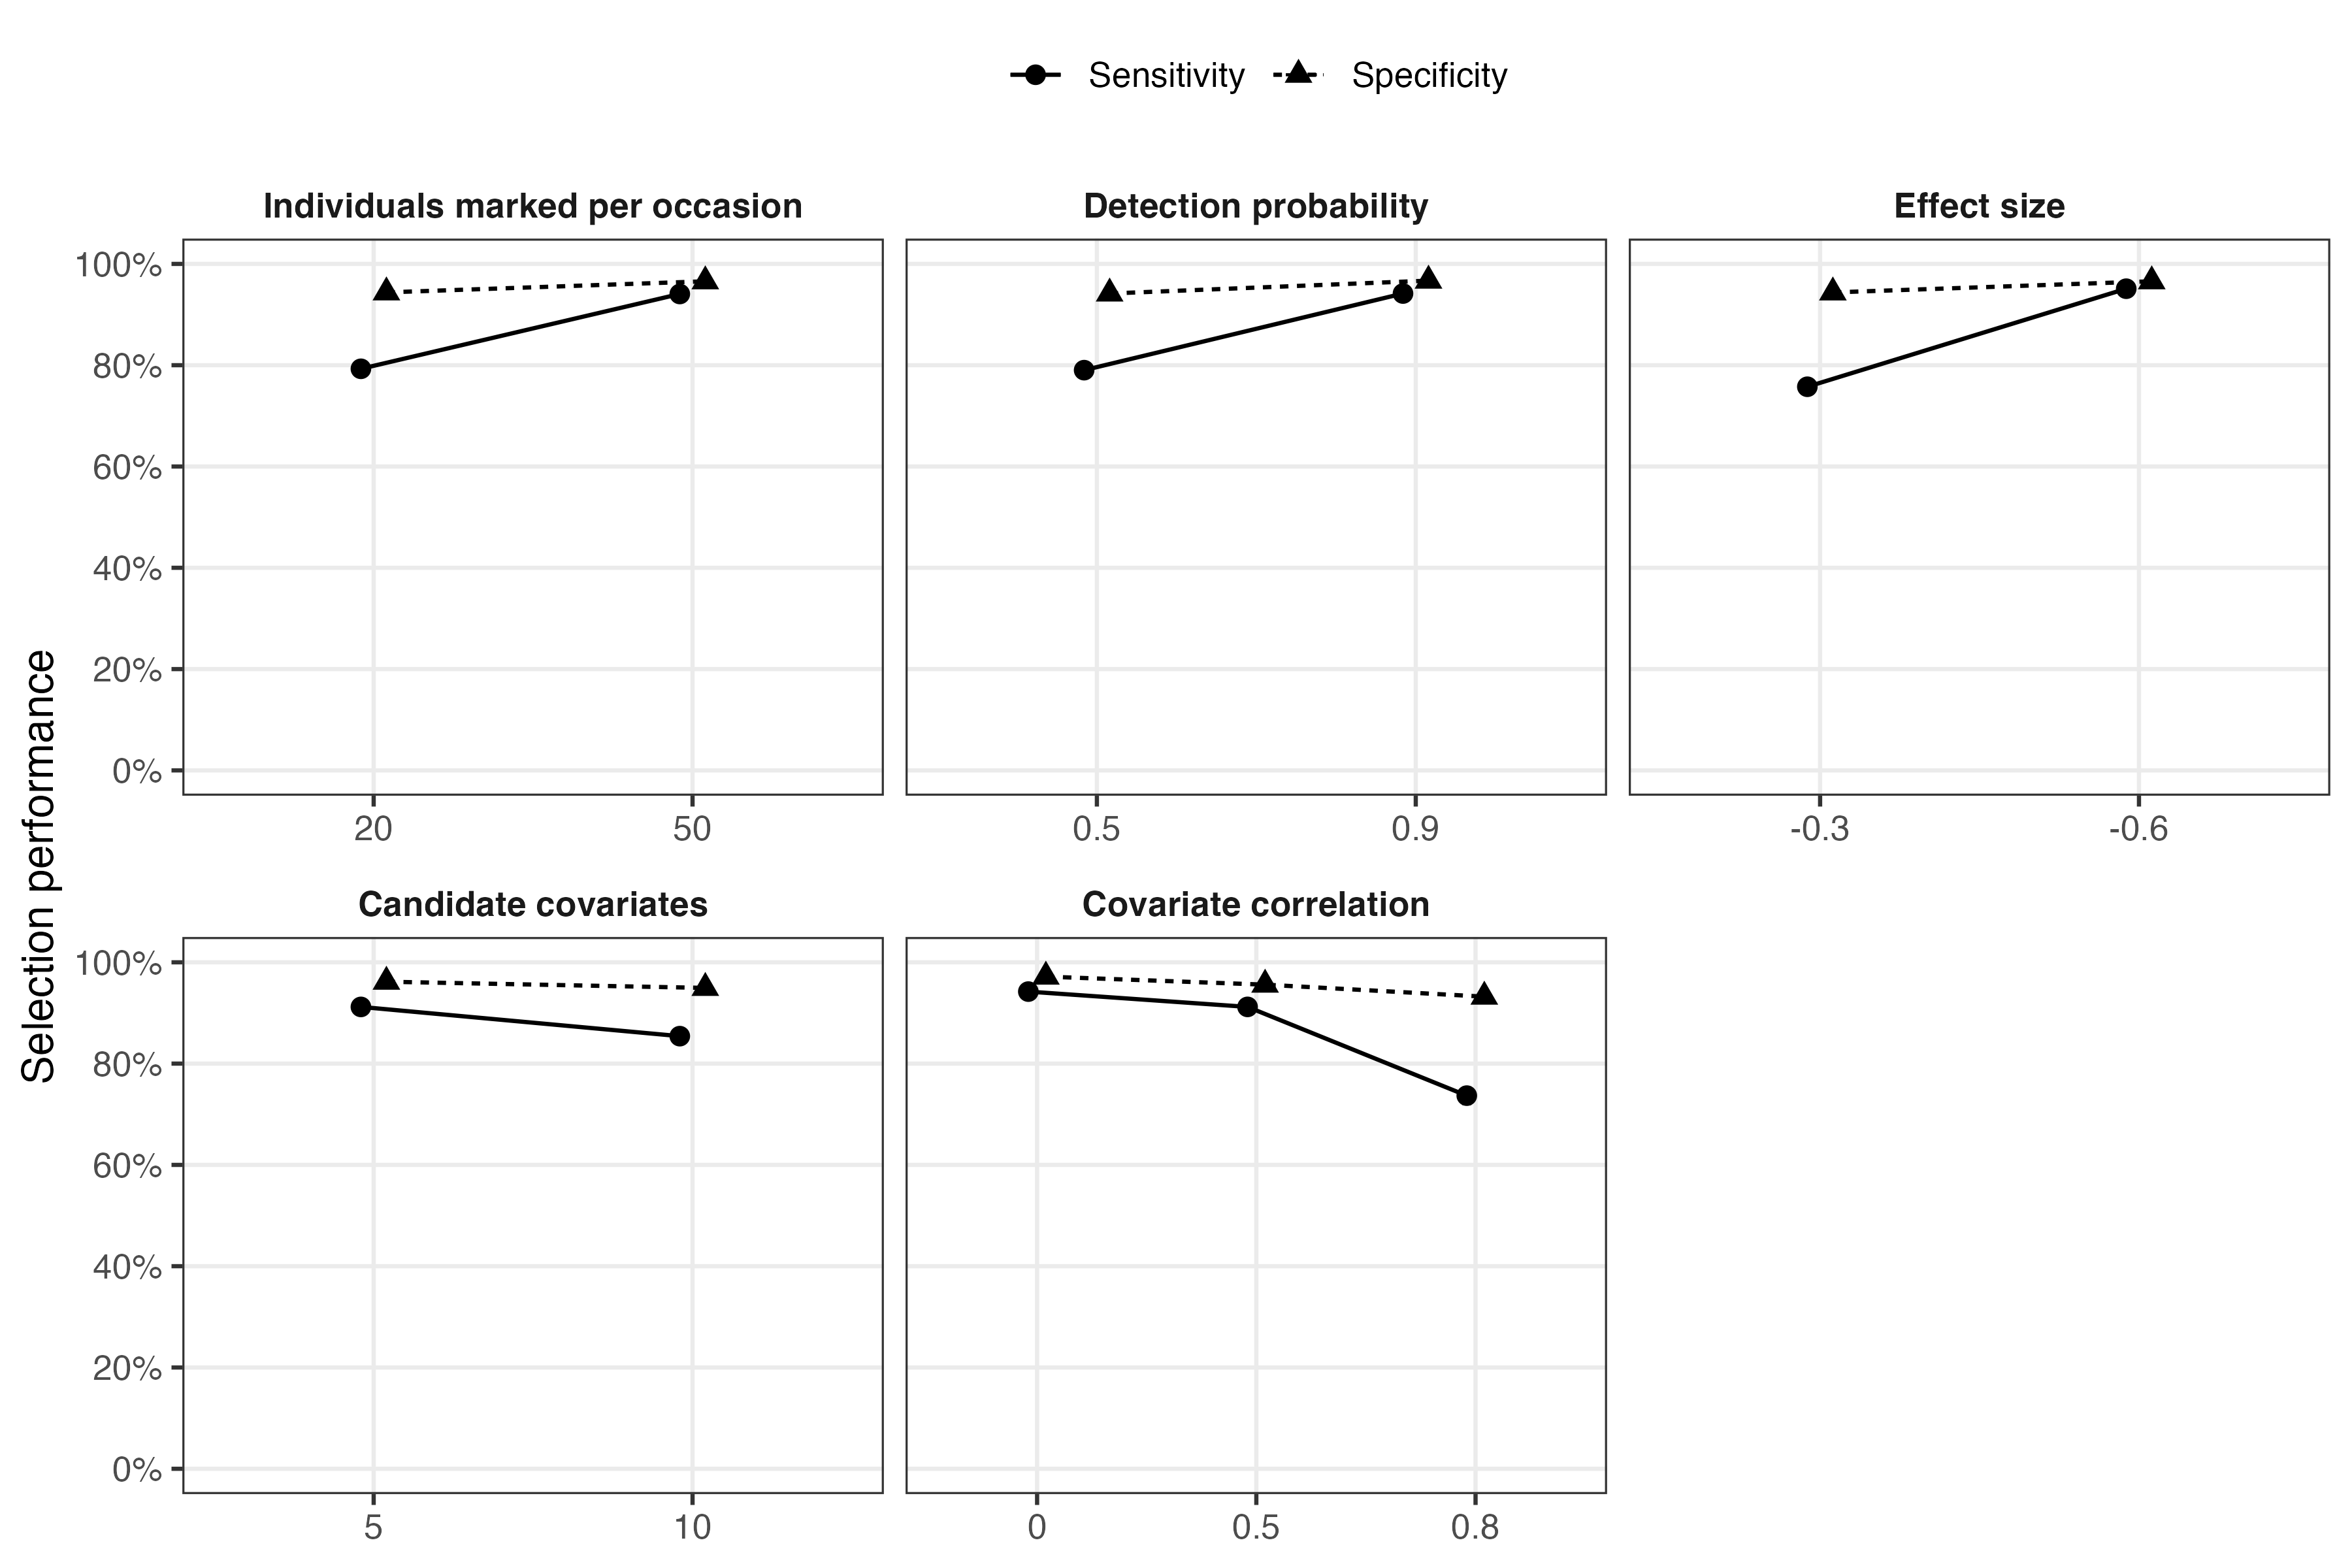 Sensitivity Specificity
Individuals marked per occasion
Detection probability
Effect size
100%
80%
60%
40%
20%
0%
20 50
0.5 0.9
-0.3 -0.6
Selection performance
Candidate covariates
Covariate correlation
100%
80%
60%
40%
20%
0%
5 10
0 0.5 0.8